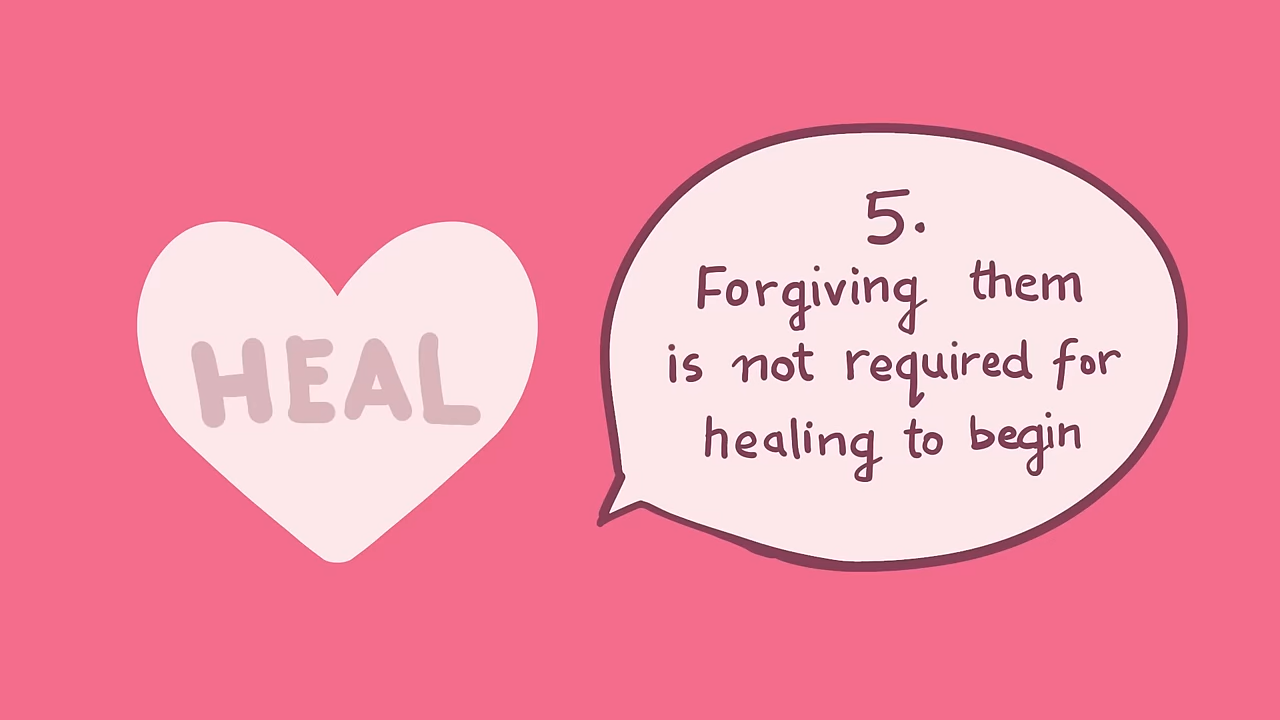 HEAL
5.
Forgiving them
is not required for
healing to begin